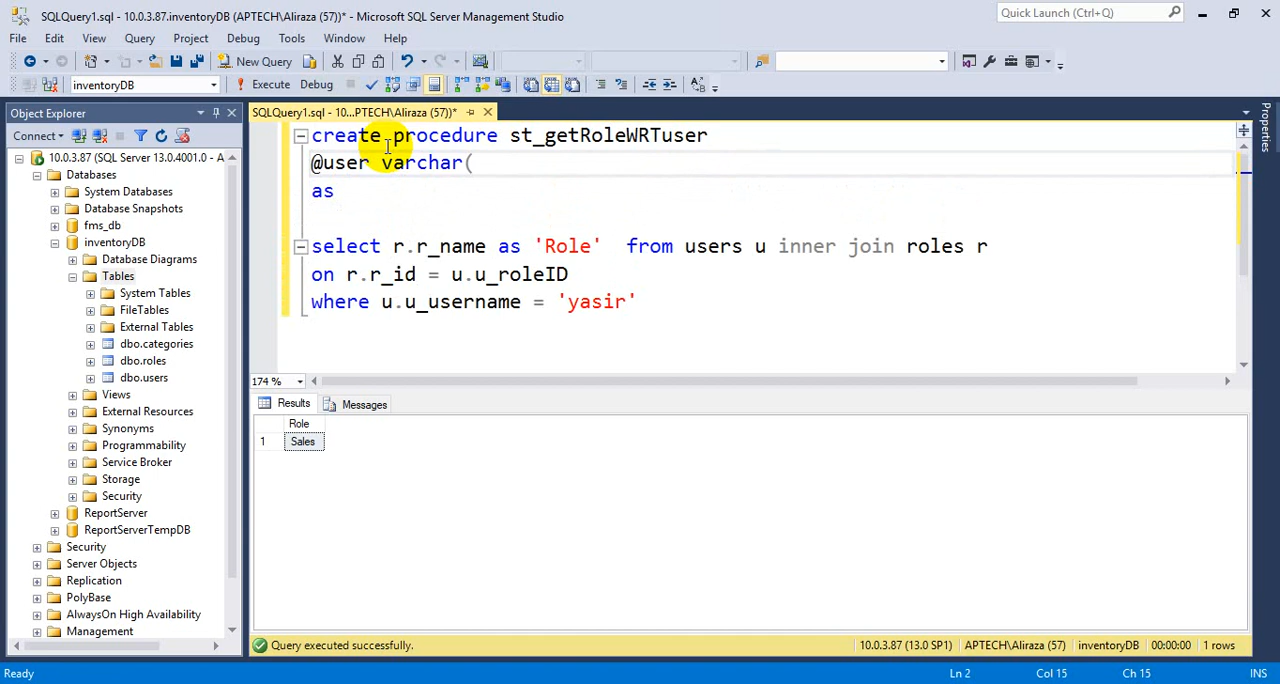 SQLQuery1.sql - 10.0.3.87.inventoryDB (APTECH\Aliraza (57))* - Microsoft SQL Server Management Studio
Quick Launch (Ctrl+Q)
File Edit View Query Project Debug Tools Window Help
New Query
inventoryDB Execute Debug
Object Explorer
SQLQuery1.sql - 10...PTECH\Aliraza (57))*
Properties
Connect
10.0.3.87 (SQL Server 13.0.4001.0 - A
Databases
System Databases
Database Snapshots
fms_db
inventoryDB
Database Diagrams
Tables
System Tables
FileTables
External Tables
dbo.categories
dbo.roles
dbo.users
Views
External Resources
Synonyms
Programmability
Service Broker
Storage
Security
ReportServer
ReportServerTempDB
Security
Server Objects
Replication
PolyBase
AlwaysOn High Availability
Management
create procedure st_getRoleWRTuser
@user varchar(
as
select r.r_name as 'Role' from users u inner join roles r
on r.r_id = u.u_roleID
where u.u_username = 'yasir'
174 %
Results Messages
Role
1 Sales
Query executed successfully.
10.0.3.87 (13.0 SP1) APTECH\Aliraza (57) inventoryDB 00:00:00 1 rows
Ready Ln 2 Col 15 Ch 15 INS